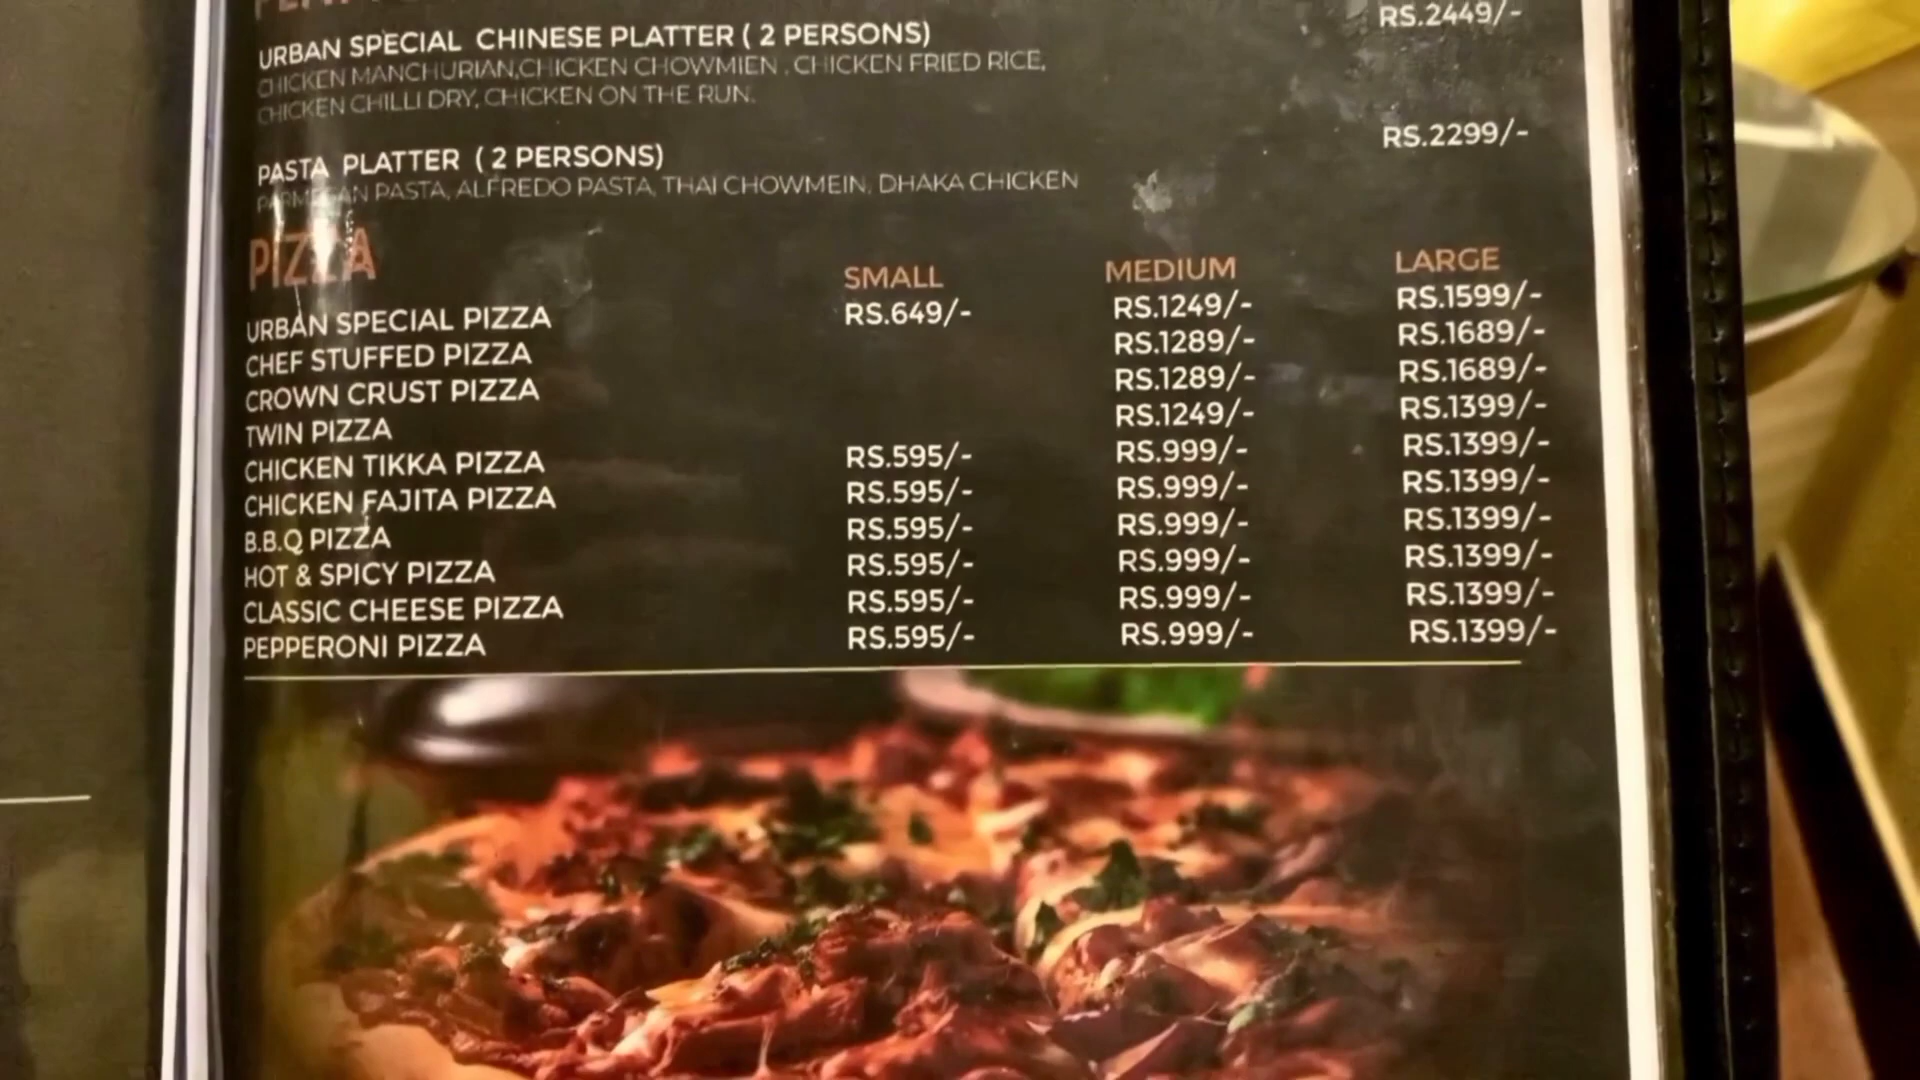 RS.2449/-
URBAN SPECIAL CHINESE PLATTER ( 2 PERSONS)
CHICKEN MANCHURIAN,CHICKEN CHOWMIEN , CHICKEN FRIED RICE,
CHICKEN CHILLI DRY, CHICKEN ON THE RUN.
PASTA PLATTER ( 2 PERSONS) RS.2299/-
PARMESAN PASTA, ALFREDO PASTA, THAI CHOWMEIN, DHAKA CHICKEN
PIZZA SMALL MEDIUM LARGE
URBAN SPECIAL PIZZA RS.649/- RS.1249/- RS.1599/-
CHEF STUFFED PIZZA RS.1289/- RS.1689/-
CROWN CRUST PIZZA RS.1289/- RS.1689/-
TWIN PIZZA RS.1249/- RS.1399/-
CHICKEN TIKKA PIZZA RS.595/- RS.999/- RS.1399/-
CHICKEN FAJITA PIZZA RS.595/- RS.999/- RS.1399/-
B.B.Q PIZZA RS.595/- RS.999/- RS.1399/-
HOT & SPICY PIZZA RS.595/- RS.999/- RS.1399/-
CLASSIC CHEESE PIZZA RS.595/- RS.999/- RS.1399/-
PEPPERONI PIZZA RS.595/- RS.999/- RS.1399/-